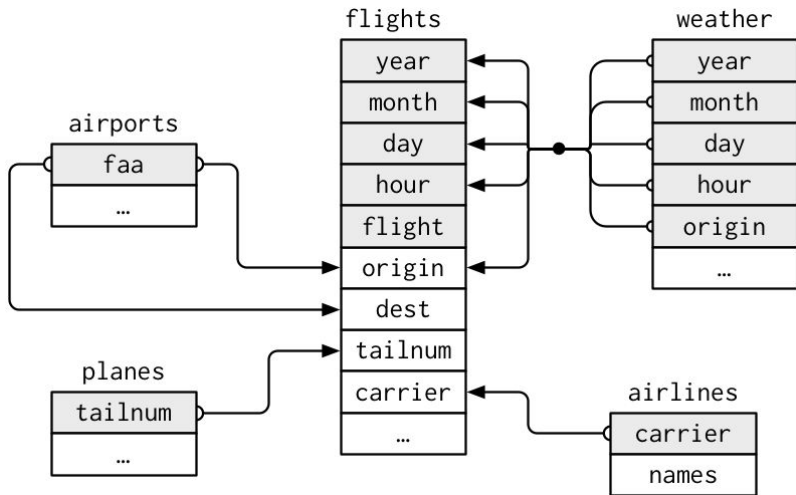 airports
faa
…
planes
tailnum
…
flights
year
month
day
hour
flight
origin
dest
tailnum
carrier
…
weather
year
month
day
hour
origin
…
airlines
carrier
names